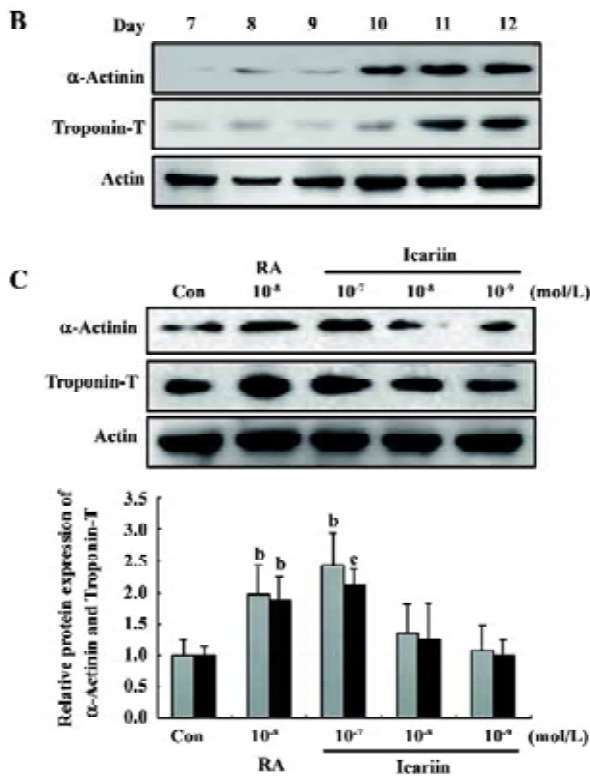 B
Day 7 8 9 10 11 12
α-Actinin
Troponin-T
Actin
C
Icariin
RA
Con 10⁻⁸ 10⁻⁷ 10⁻⁸ 10⁻⁹ (mol/L)
α-Actinin
Troponin-T
Actin
Relative protein expression of
α-Actinin and Troponin-T
3.5
3.0
2.5
2.0
1.5
1.0
0.5
0.0
b b b c
Con 10⁻⁸ 10⁻⁷ 10⁻⁸ 10⁻⁹ (mol/L)
RA Icariin